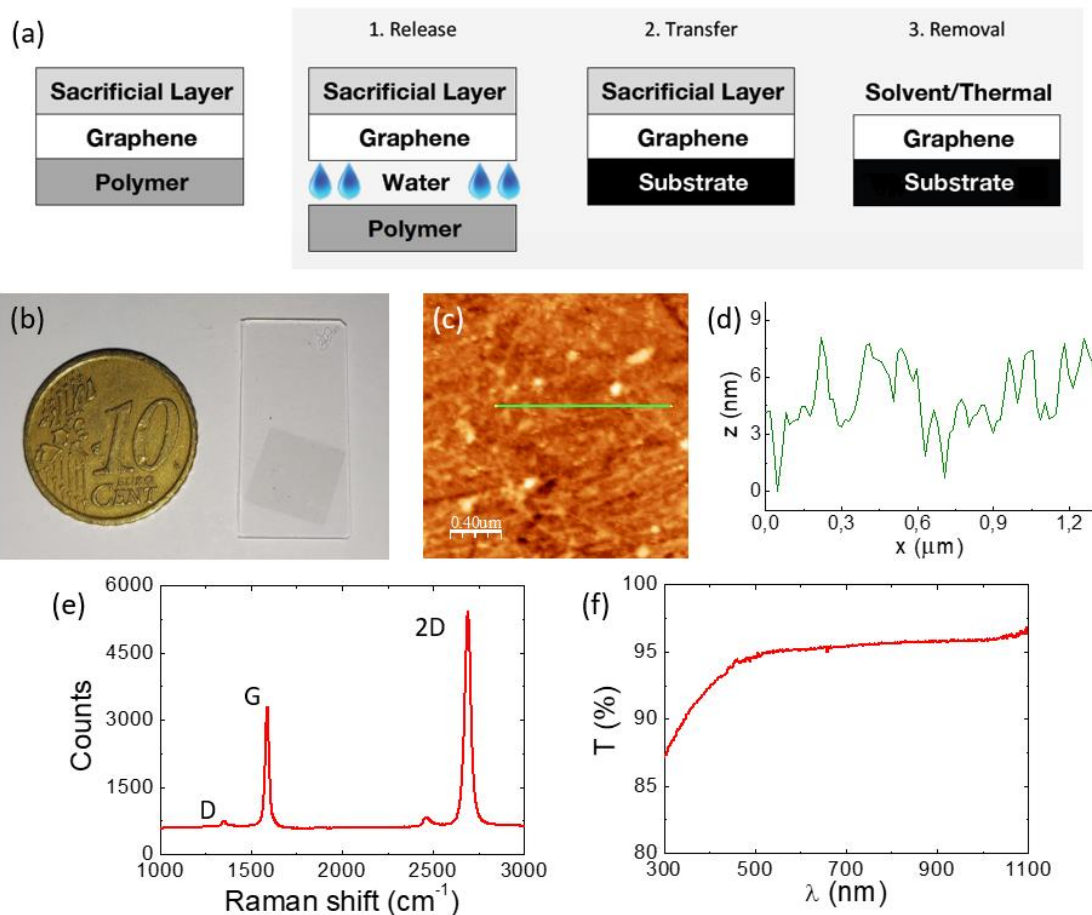 (a)
1. Release
2. Transfer
3. Removal
Sacrificial Layer
Graphene
Polymer
Sacrificial Layer
Graphene
Water
Polymer
Sacrificial Layer
Graphene
Substrate
Solvent/Thermal
Graphene
Substrate
(b)
10
EURO
CENT
(c)
0.40um
(d)
z (nm)
9
6
3
0
0,0
0,3
0,6
0,9
1,2
x (μm)
(e)
Counts
6000
4500
3000
1500
0
D
G
2D
1000
1500
2000
2500
3000
Raman shift (cm⁻¹)
(f)
T (%)
100
95
90
85
80
300
500
700
900
1100
λ (nm)